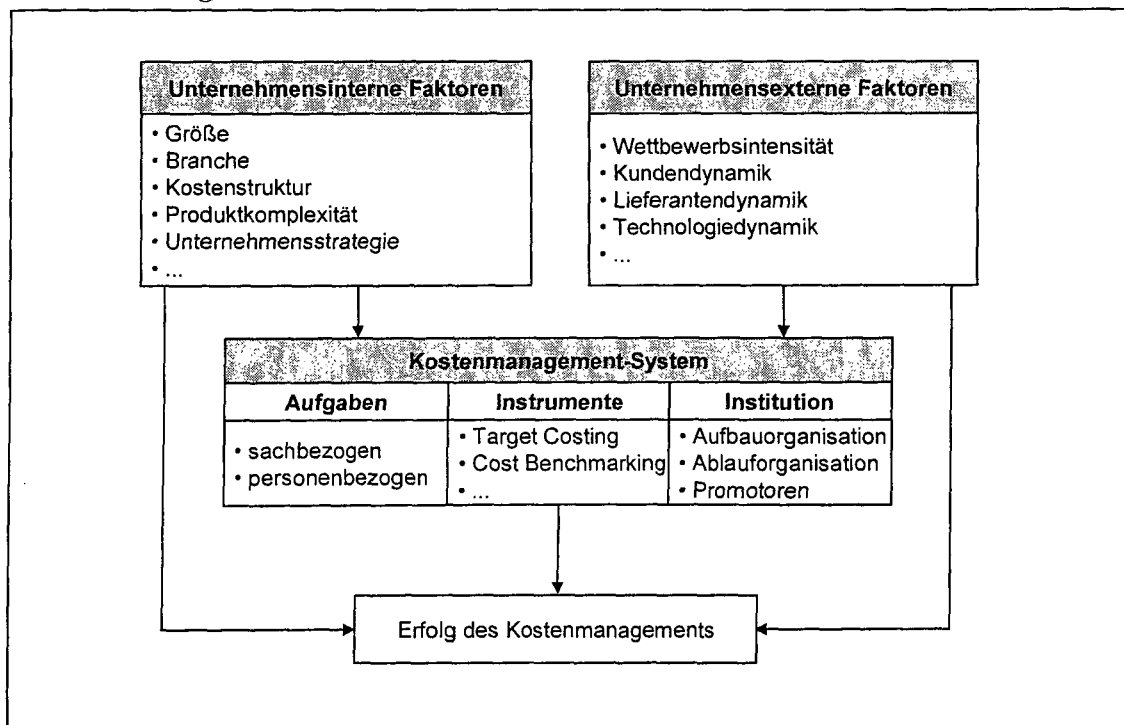 Unternehmensinterne Faktoren
• Größe
• Branche
• Kostenstruktur
• Produktkomplexität
• Unternehmensstrategie
• ...
Unternehmensexterne Faktoren
• Wettbewerbsintensität
• Kundendynamik
• Lieferantendynamik
• Technologiedynamik
• ...
Kostenmanagement-System
Aufgaben
• sachbezogen
• personenbezogen
Instrumente
• Target Costing
• Cost Benchmarking
• ...
Institution
• Aufbauorganisation
• Ablauforganisation
• Promotoren
Erfolg des Kostenmanagements